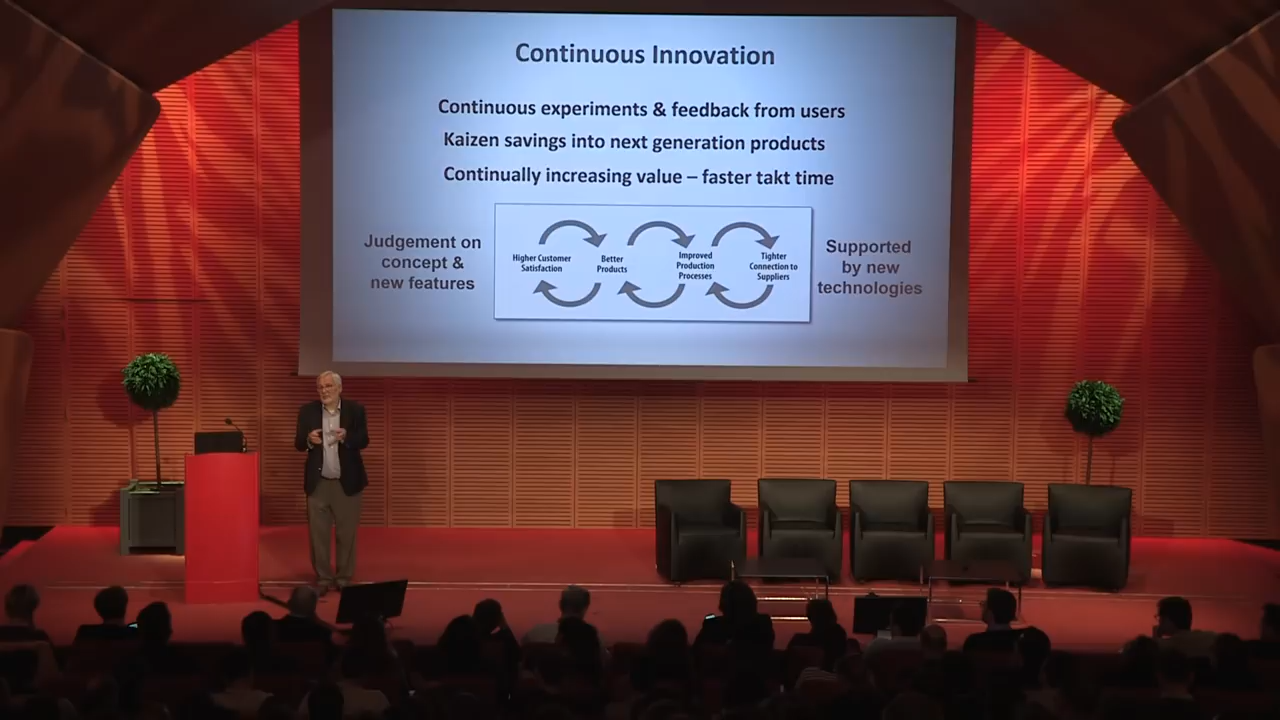 Continuous Innovation
Continuous experiments & feedback from users
Kaizen savings into next generation products
Continually increasing value – faster takt time
Judgement on
concept &
new features
Higher Customer
Satisfaction
Better
Products
Improved
Production
Processes
Tighter
Connection to
Suppliers
Supported
by new
technologies